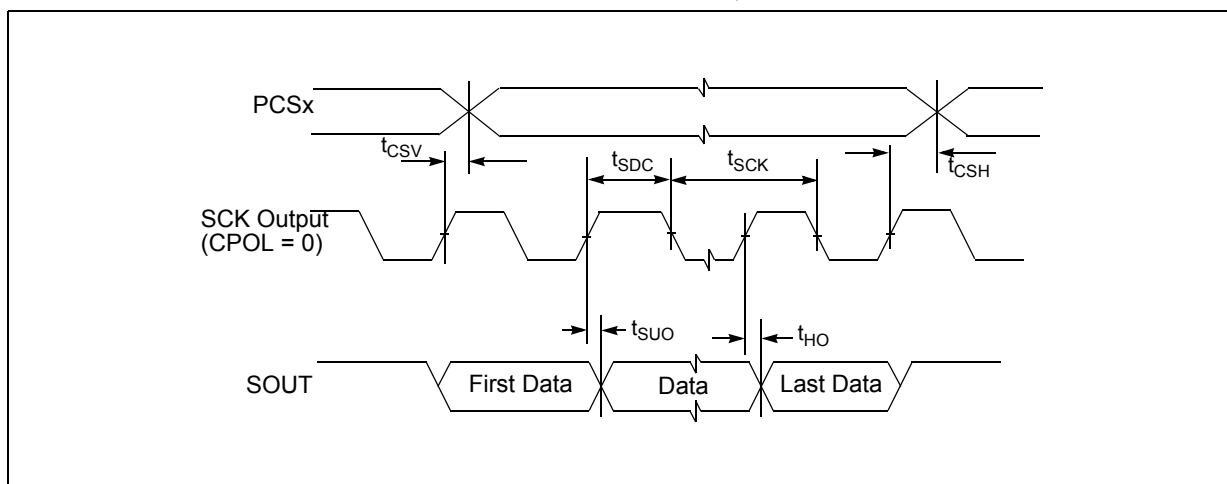 PCSx
tCSV
tSDC
tSCK
tCSH
SCK Output
(CPOL = 0)
tSUO
tHO
SOUT
First Data
Data
Last Data